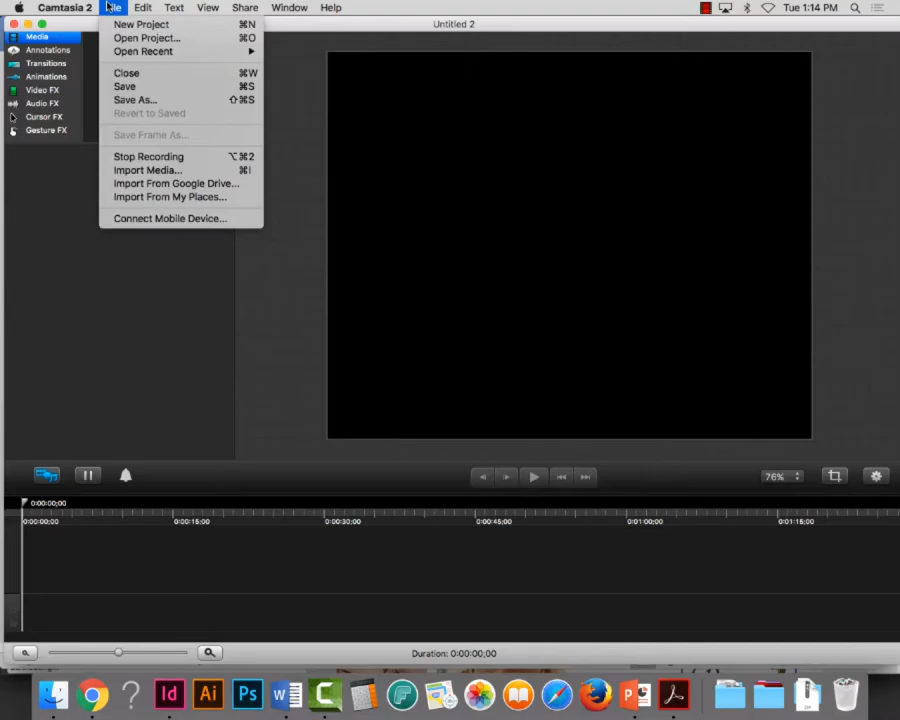 Camtasia 2 File Edit Text View Share Window Help Tue 1:14 PM
Untitled 2
Media
Annotations
Transitions
Animations
Video FX
Audio FX
Cursor FX
Gesture FX
New Project ⌘N
Open Project... ⌘O
Open Recent
Close ⌘W
Save ⌘S
Save As... ⇧⌘S
Revert to Saved
Save Frame As...
Stop Recording ⌥⌘2
Import Media... ⌘I
Import From Google Drive...
Import From My Places...
Connect Mobile Device...
76%
0:00:00;00
0:00:00;00 0:00:15;00 0:00:30;00 0:00:45;00 0:01:00;00 0:01:15;00
Duration: 0:00:00;00
Id Ai Ps W C F P